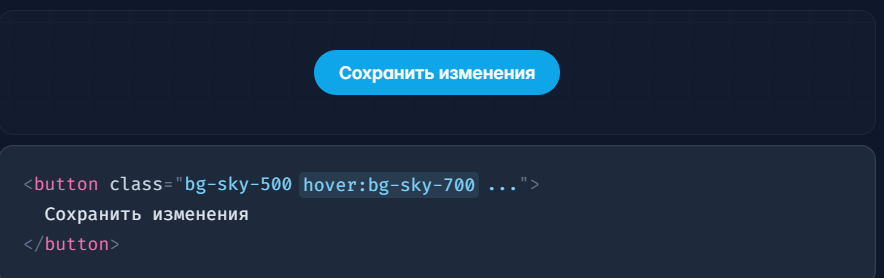 Сохранить изменения
<button class="bg-sky-500 hover:bg-sky-700 ...">
Сохранить изменения
</button>